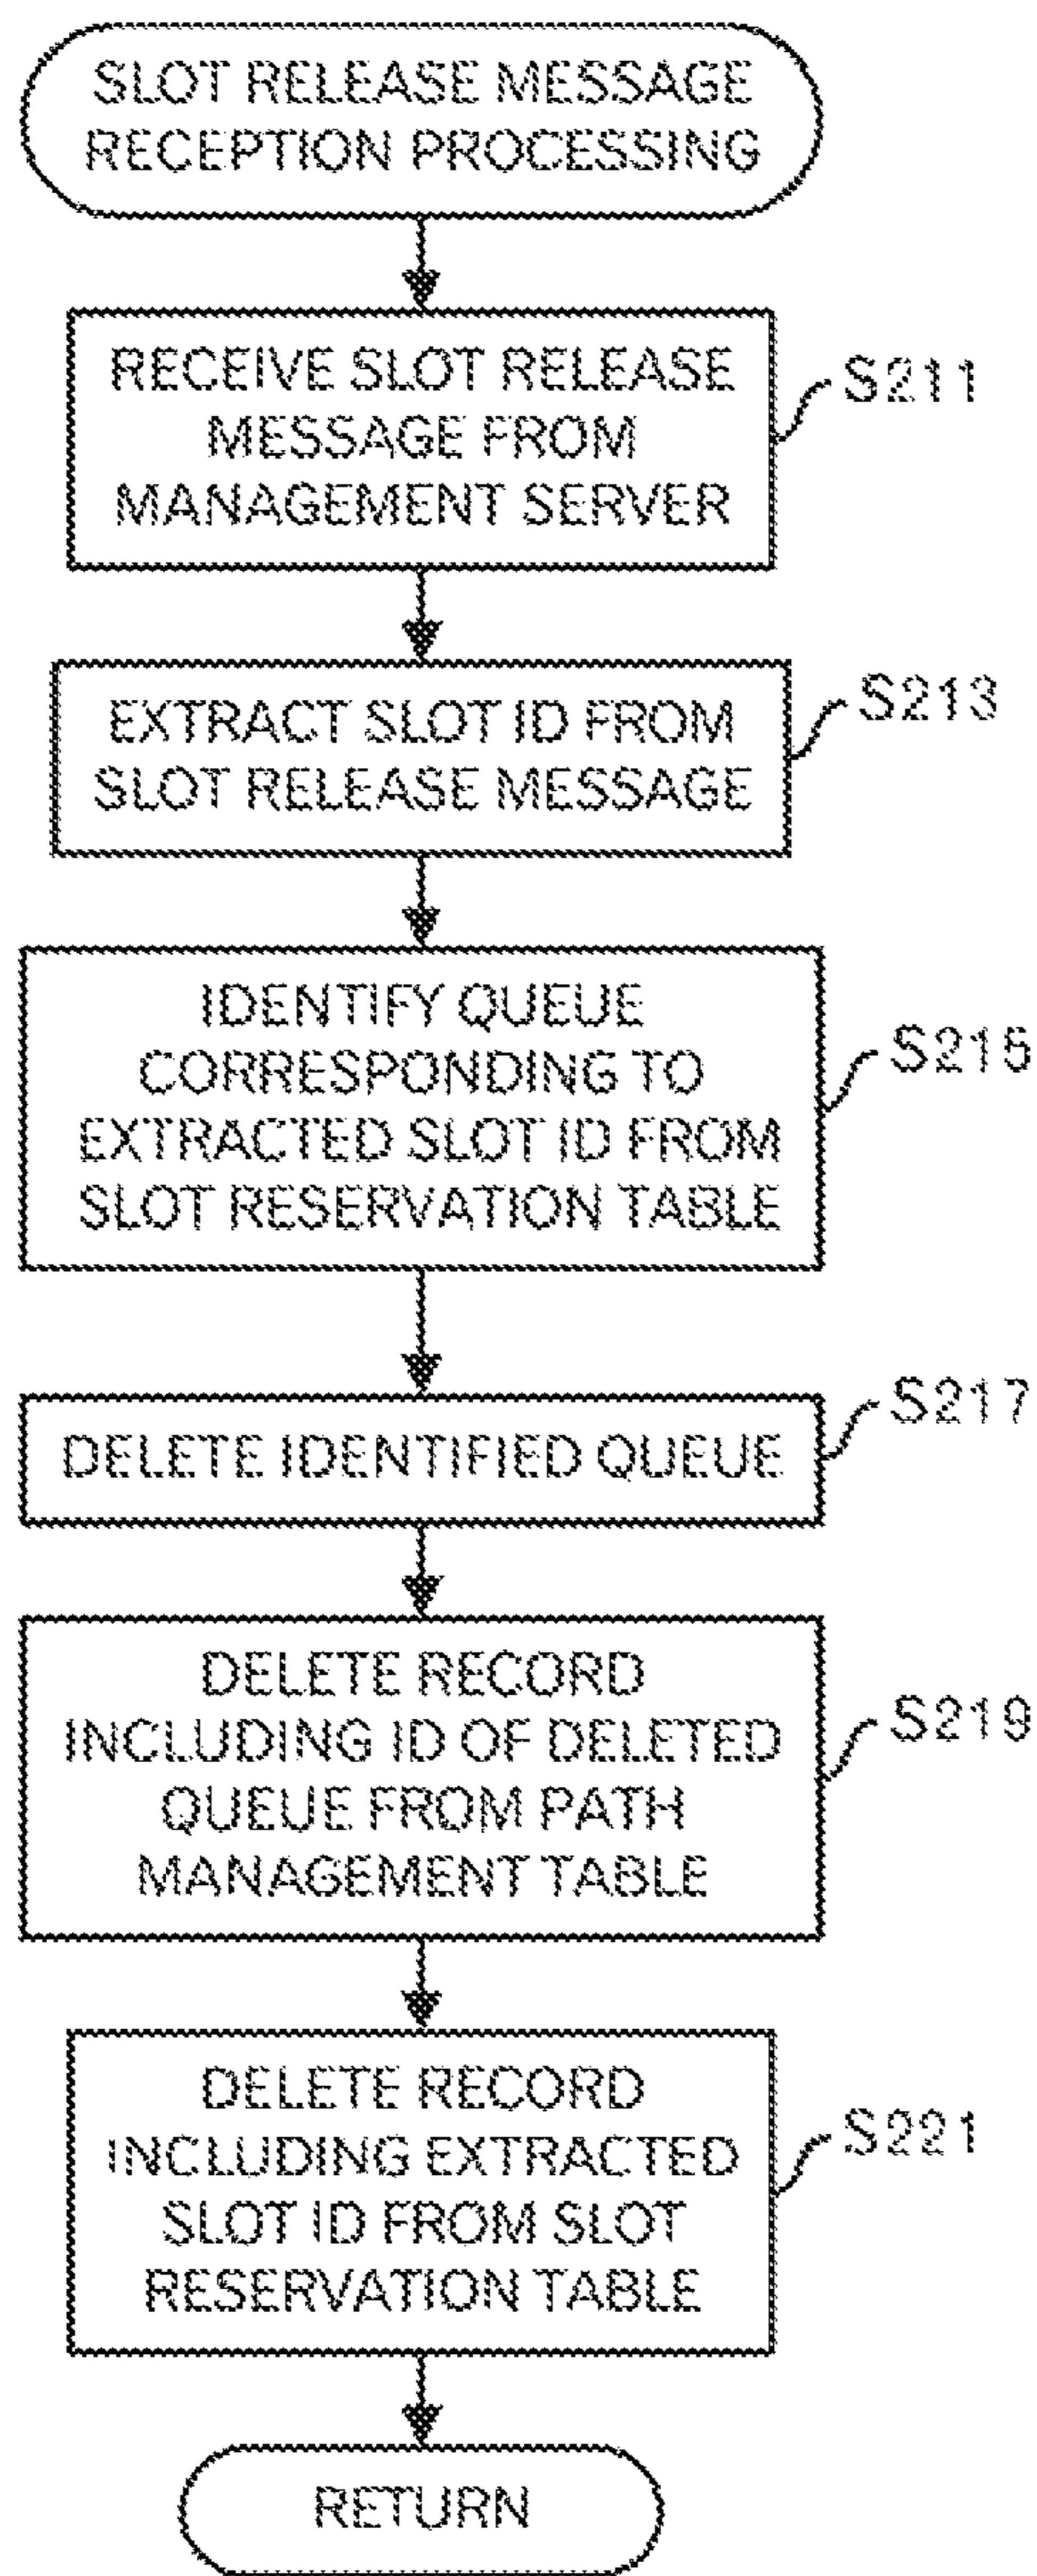 SLOT RELEASE MESSAGE
RECEPTION PROCESSING
RECEIVE SLOT RELEASE
MESSAGE FROM
MANAGEMENT SERVER
S211
EXTRACT SLOT ID FROM
SLOT RELEASE MESSAGE
S213
IDENTIFY QUEUE
CORRESPONDING TO
EXTRACTED SLOT ID FROM
SLOT RESERVATION TABLE
S215
DELETE IDENTIFIED QUEUE
S217
DELETE RECORD
INCLUDING ID OF DELETED
QUEUE FROM PATH
MANAGEMENT TABLE
S219
DELETE RECORD
INCLUDING EXTRACTED
SLOT ID FROM SLOT
RESERVATION TABLE
S221
RETURN